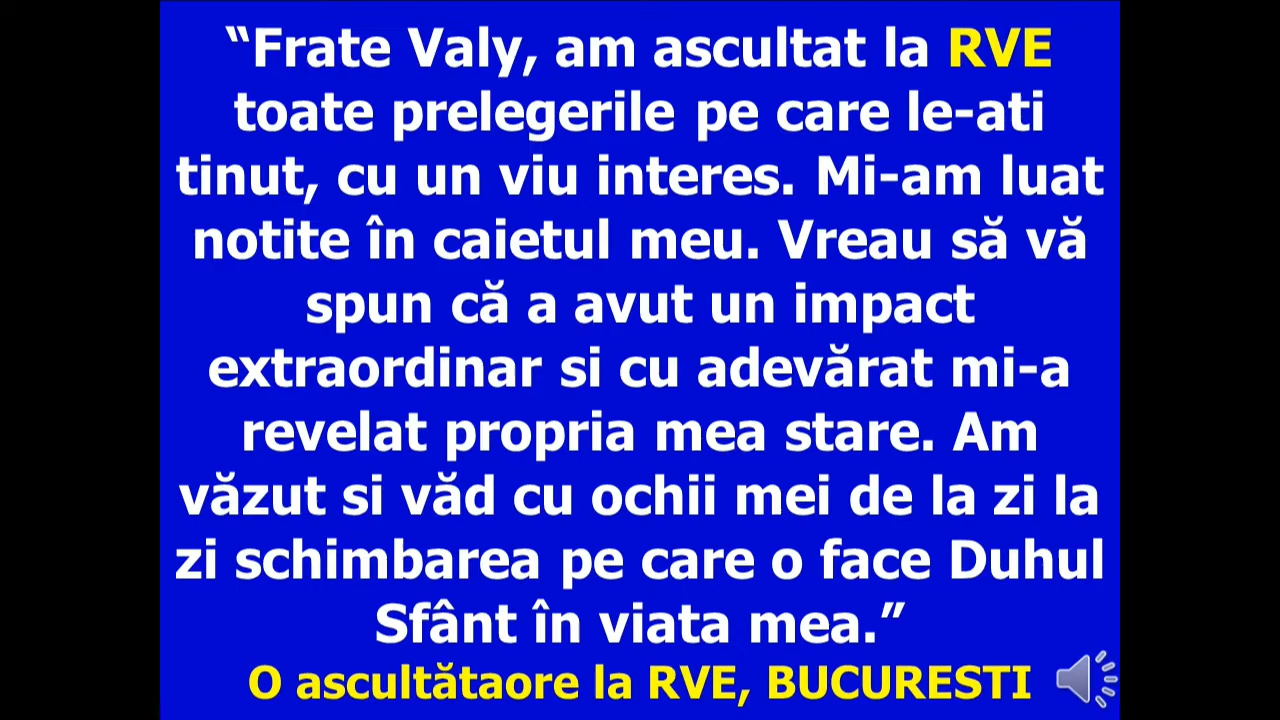 “Frate Valy, am ascultat la RVE
toate prelegerile pe care le-ati
tinut, cu un viu interes. Mi-am luat
notite în caietul meu. Vreau să vă
spun că a avut un impact
extraordinar si cu adevărat mi-a
revelat propria mea stare. Am
văzut si văd cu ochii mei de la zi la
zi schimbarea pe care o face Duhul
Sfânt în viata mea.”
O ascultătaore la RVE, BUCURESTI